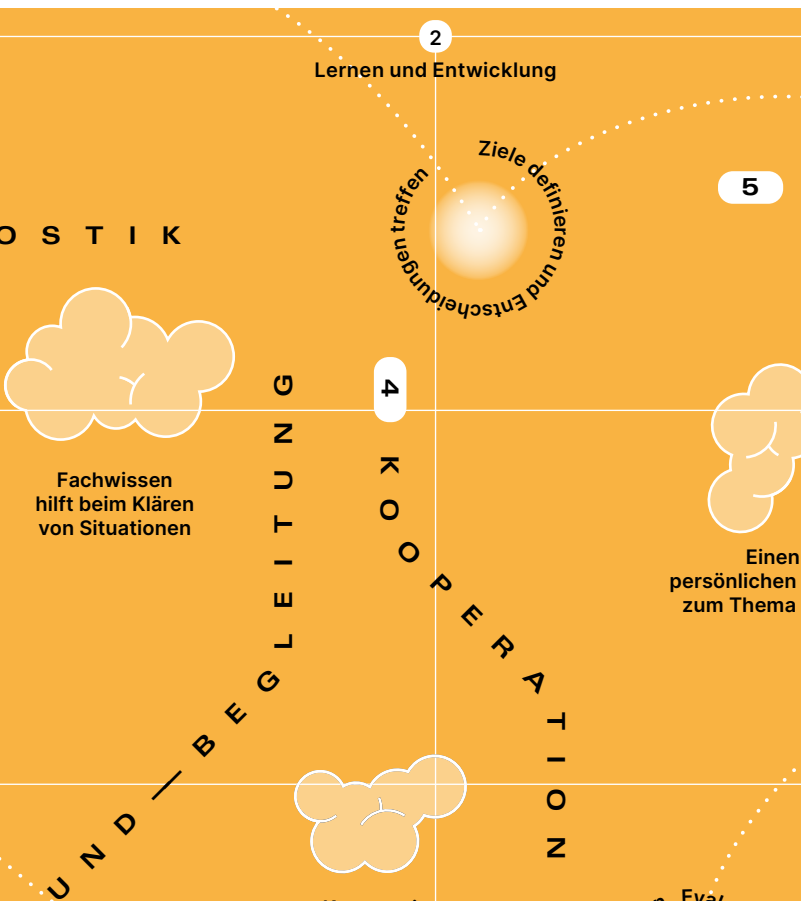 2
Lernen und Entwicklung
Ziele definieren und Entscheidungen treffen
5
OSTIK
Fachwissen
hilft beim Klären
von Situationen
UND—BEGLEITUNG
4
KOOPERATION
Einen
persönlichen
zum Thema